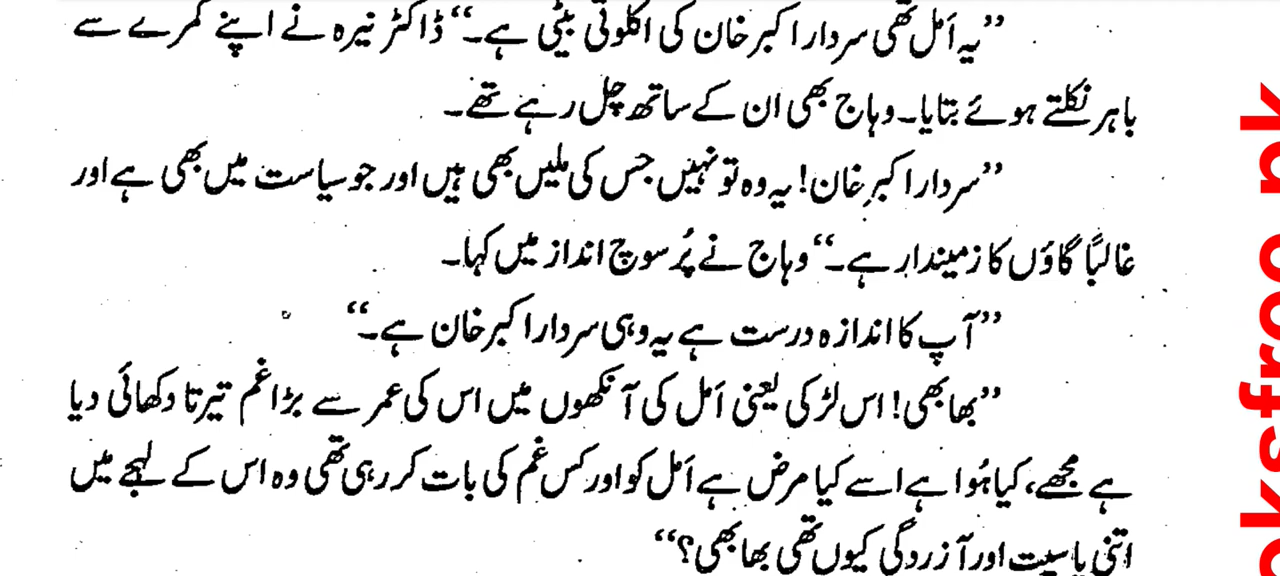 ”یہ اَمل تھی سردار اکبر خان کی اکلوتی بیٹی ہے۔“ ڈاکٹر نیرہ نے اپنے کمرے سے
باہر نکلتے ہوئے بتایا۔ وہاج بھی ان کے ساتھ چل رہے تھے۔
”سردار اکبر خان! یہ وہ تو نہیں جس کی ملیں بھی ہیں اور جو سیاست میں بھی ہے اور
غالباً گاؤں کا زمیندار ہے۔“ وہاج نے پُر سوچ انداز میں کہا۔
”آپ کا اندازہ درست ہے یہ وہی سردار اکبر خان ہے۔“
”بھابھی! اس لڑکی یعنی اَمل کی آنکھوں میں اس کی عمر سے بڑا غم تیرتا دکھائی دیا
ہے مجھے، کیا ہُوا ہے اسے کیا مرض ہے اَمل کو اور کس غم کی بات کر رہی تھی وہ اس کے لہجے میں
اتنی یاسیت اور آزردگی کیوں تھی بھابھی؟“
ksfree.pk